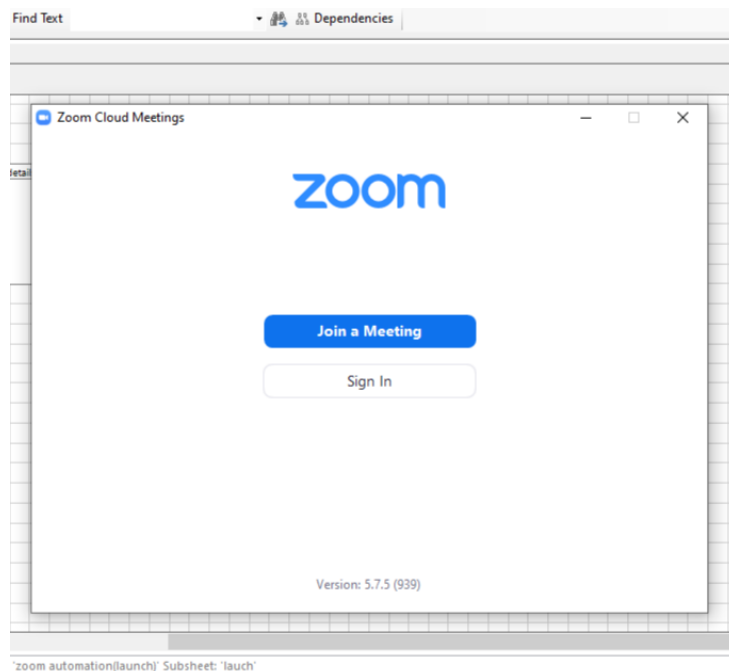 Find Text Dependencies
Zoom Cloud Meetings
detail
zoom
Join a Meeting
Sign In
Version: 5.7.5 (939)
'zoom automation(launch)' Subsheet: 'lauch'